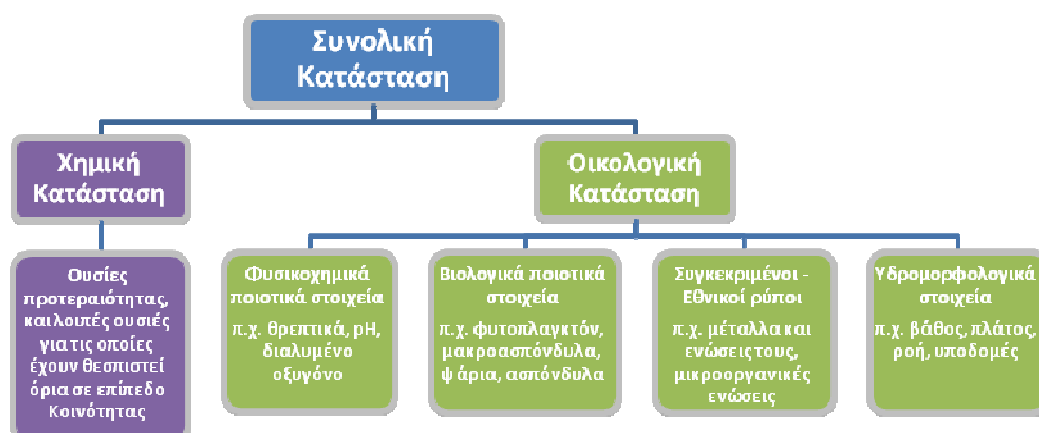 Συνολική
Κατάσταση
Χημική
Κατάσταση
Οικολογική
Κατάσταση
Ουσίες
προτεραιότητας,
και λουτές ουσιές
για τις οποίες
έχουν θεσπιστεί
όρια σε επίπεδο
Κοινότητας
Φυσικοχημικά
ποιοτικά στοιχεία
π.χ. θρεπτικά, pH,
διαλυμένο
οξυγόνο
Βιολογικά ποιοτικά
στοιχεία
π.χ. φυτοπλαγκτόν,
μακροασπόνδυλα,
ψάρια, ασπόνδυλα
Συγκεκριμένοι -
Εθνικοί ρύποι
π.χ. μέταλλα και
ενώσεις τους,
μικροοργανικές
ενώσεις
Υδρομορφολογικά
στοιχεία
π.χ. βάθος, πλάτος,
ροή, υποδομές